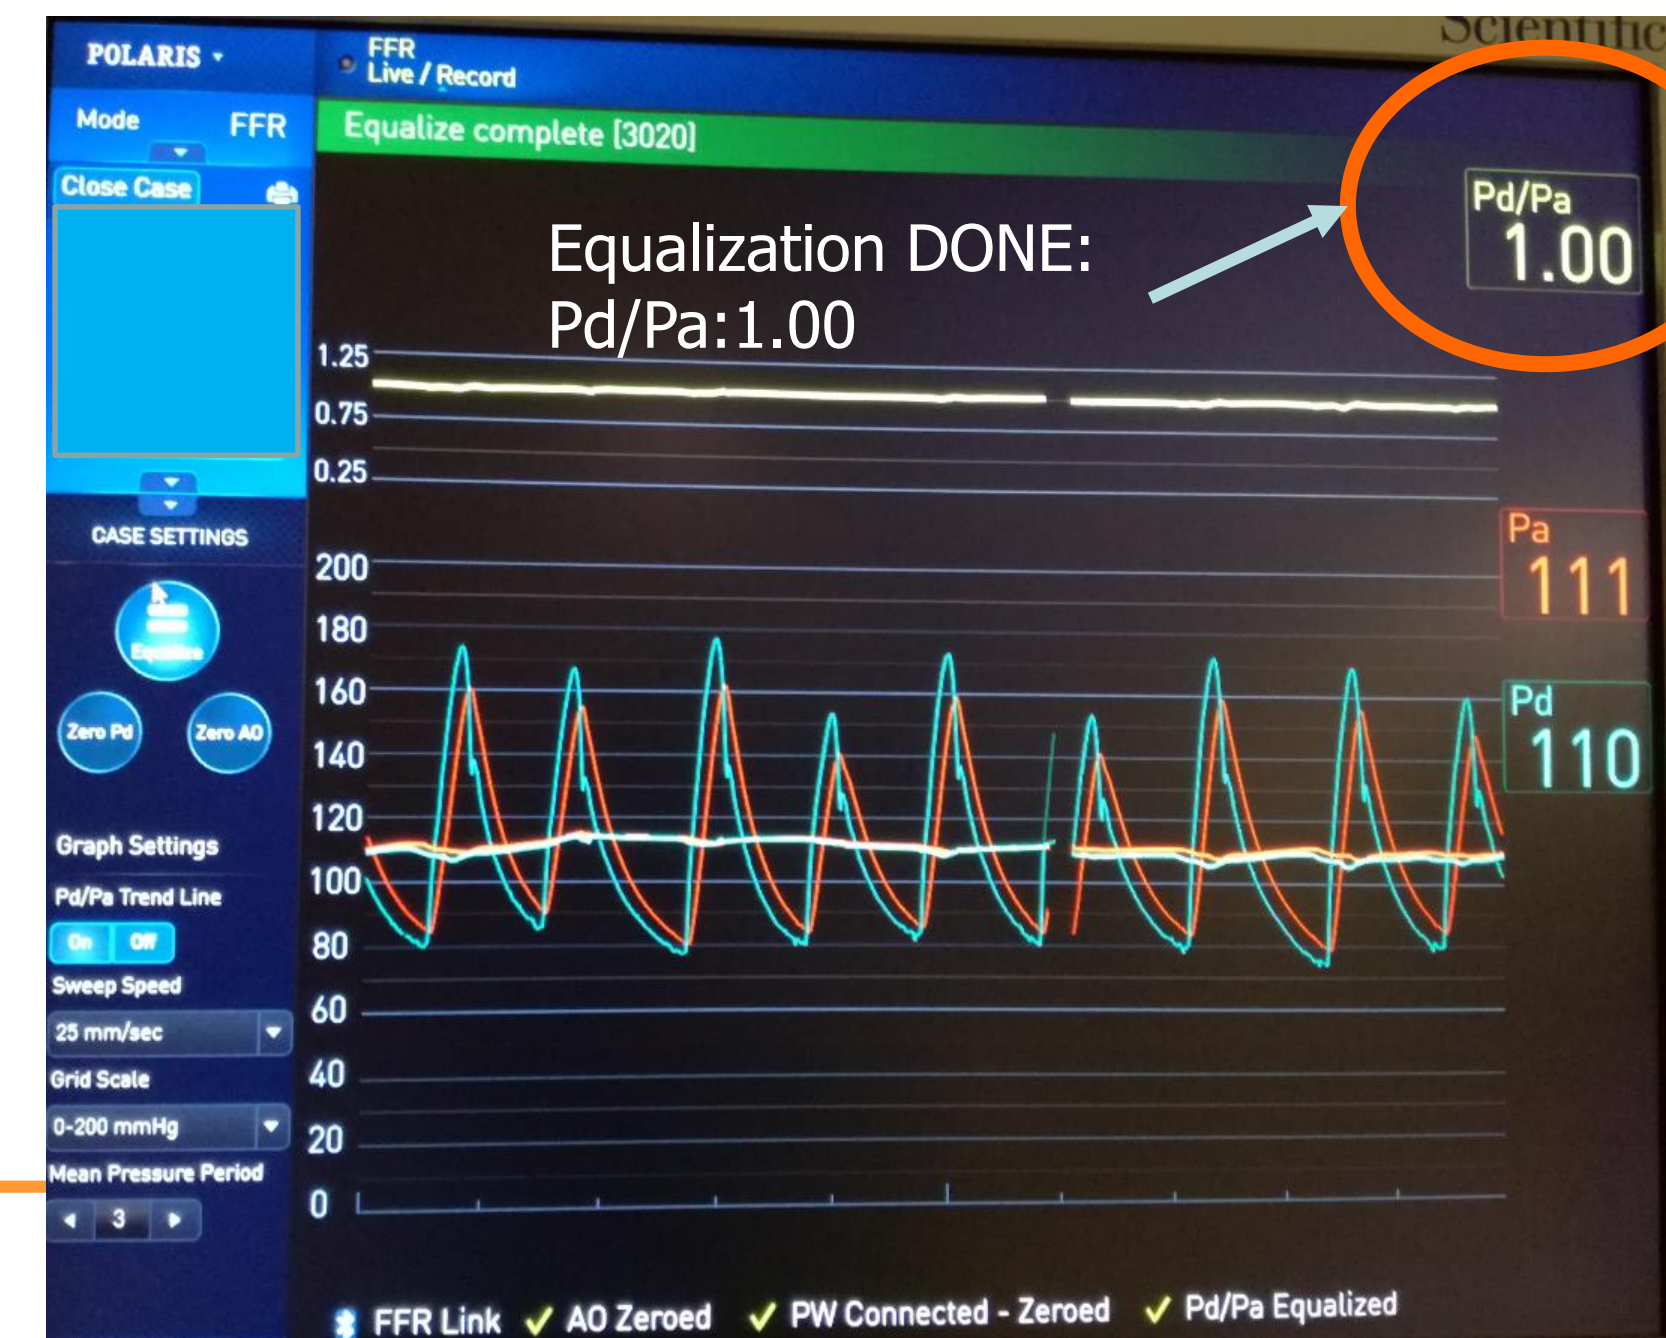 Scientific
POLARIS
FFR
Live / Record
Mode FFR
Equalize complete [3020]
Close Case
Pd/Pa
1.00
Equalization DONE:
Pd/Pa:1.00
1.25
0.75
0.25
CASE SETTINGS
Pa
111
200
180
160
140
120
100
80
60
40
20
0
Equalize
Zero Pd
Zero AO
Pd
110
Graph Settings
Pd/Pa Trend Line
On Off
Sweep Speed
25 mm/sec
Grid Scale
0-200 mmHg
Mean Pressure Period
3
FFR Link ✓ AO Zeroed ✓ PW Connected - Zeroed ✓ Pd/Pa Equalized